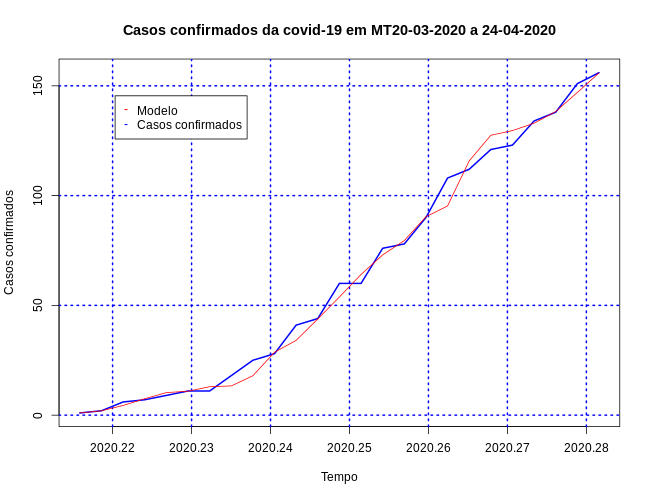 Casos confirmados da covid-19 em MT20-03-2020 a 24-04-2020
Casos confirmados
150
100
50
0
Modelo
Casos confirmados
2020.22 2020.23 2020.24 2020.25 2020.26 2020.27 2020.28
Tempo